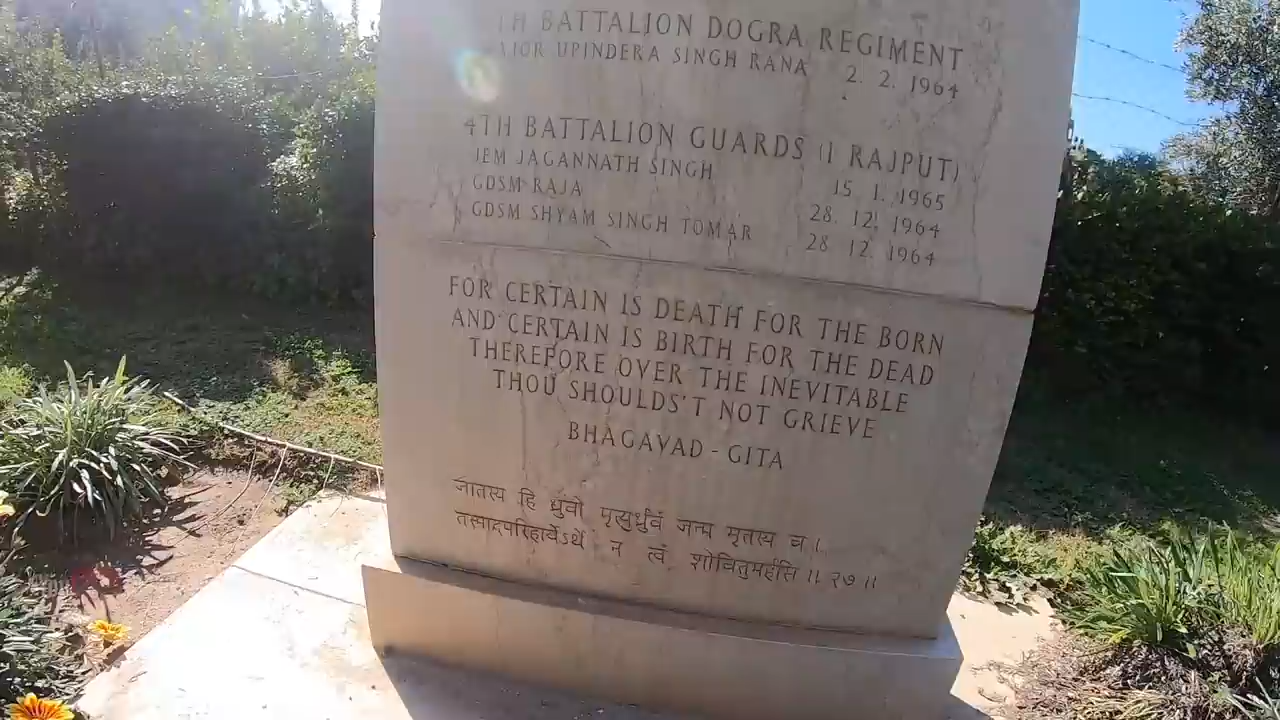 TH BATTALION DOGRA REGIMENT
JOR UPINDERA SINGH RANA 2. 2. 1964
4TH BATTALION GUARDS (1 RAJPUT)
JEM JAGANNATH SINGH 15. 1. 1965
GDSM RAJA 28. 12. 1964
GDSM SHYAM SINGH TOMAR 28 12. 1964
FOR CERTAIN IS DEATH FOR THE BORN
AND CERTAIN IS BIRTH FOR THE DEAD
THEREFORE OVER THE INEVITABLE
THOU SHOULDS'T NOT GRIEVE
BHAGAVAD - GITA
जातस्य हि ध्रुवो मृत्युर्ध्रुवं जन्म मृतस्य च।
तस्मादपरिहार्येऽर्थे न त्वं शोचितुमर्हसि ॥ २७ ॥